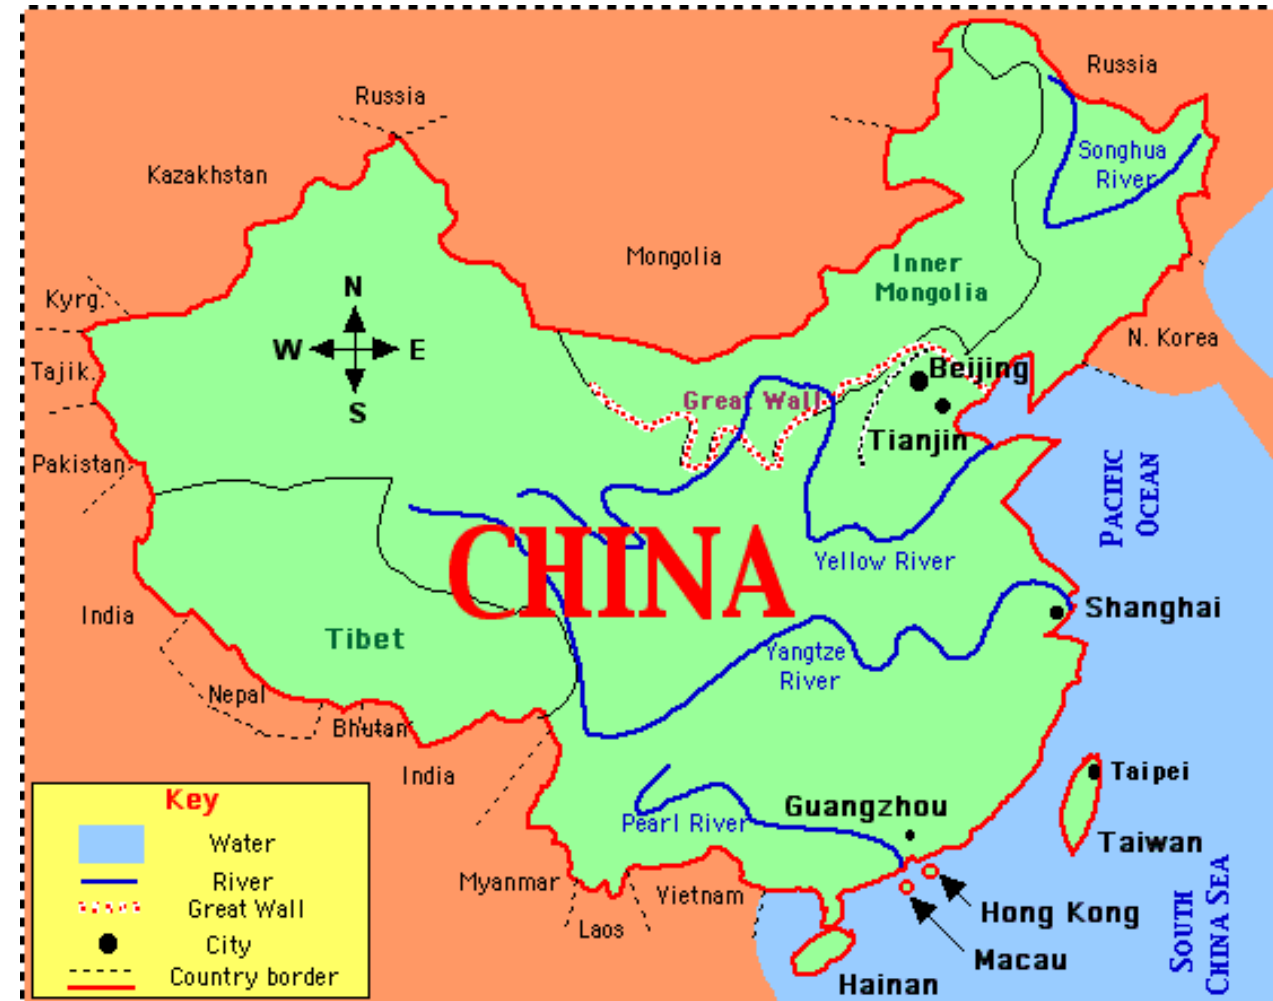 Russia
Russia
Kazakhstan
Songhua
River
Mongolia
Inner
Mongolia
Kyrg.
N
W
E
S
N. Korea
Tajik.
Beijing
Great Wall
Tianjin
Pakistan
PACIFIC
OCEAN
CHINA
Yellow River
India
Shanghai
Tibet
Yangtze
River
Nepal
Bhutan
India
Taipei
Guangzhou
Pearl River
Taiwan
Myanmar
Vietnam
Laos
Hong Kong
Macau
Hainan
SOUTH
CHINA SEA
Key
Water
River
Great Wall
City
Country border